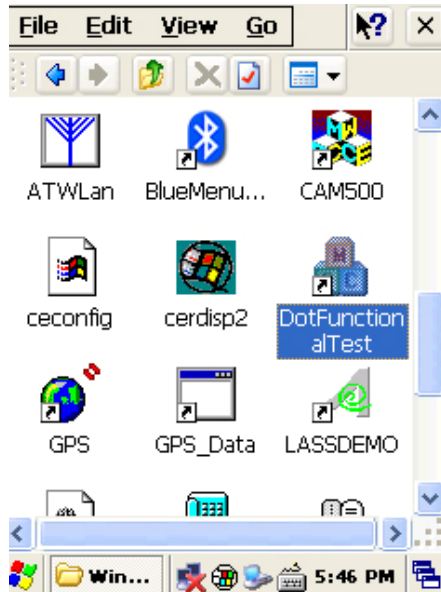 File Edit View Go ?
ATWLan BlueMenu... CAM500
ceconfig cerdisp2 DotFunction
alTest
GPS GPS_Data LASSDEMO
Win... 5:46 PM